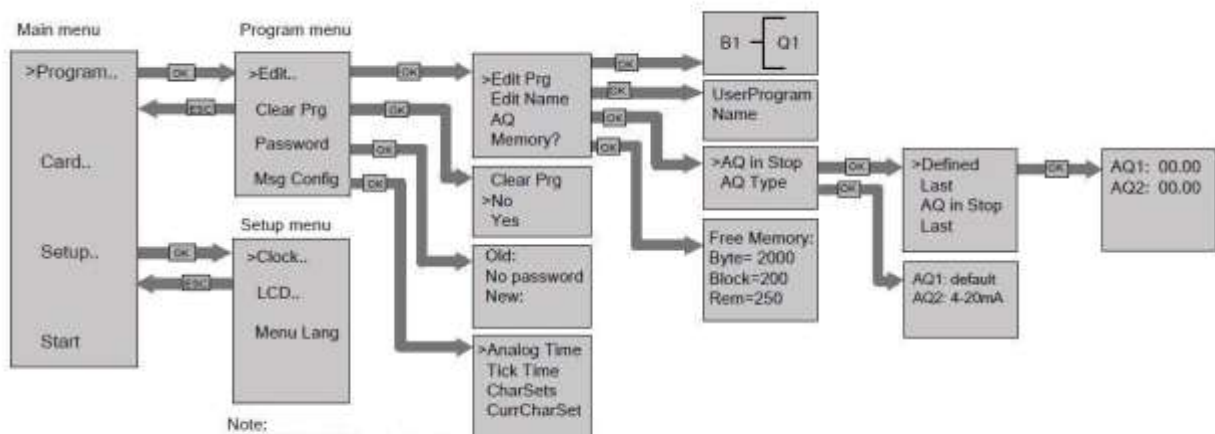 Main menu
>Program..
Card..
Setup..
Start
OK
ESC
OK
ESC
Program menu
>Edit..
Clear Prg
Password
Msg Config
OK
OK
OK
OK
Setup menu
>Clock..
LCD..
Menu Lang
Note:
>Edit Prg
Edit Name
AQ
Memory?
OK
OK
OK
OK
Clear Prg
>No
Yes
Old:
No password
New:
>Analog Time
Tick Time
CharSets
CurrCharSet
B1 Q1
UserProgram
Name
>AQ in Stop
AQ Type
OK
OK
Free Memory:
Byte= 2000
Block=200
Rem=250
>Defined
Last
AQ in Stop
Last
OK
AQ1: default
AQ2: 4-20mA
AQ1: 00.00
AQ2: 00.00